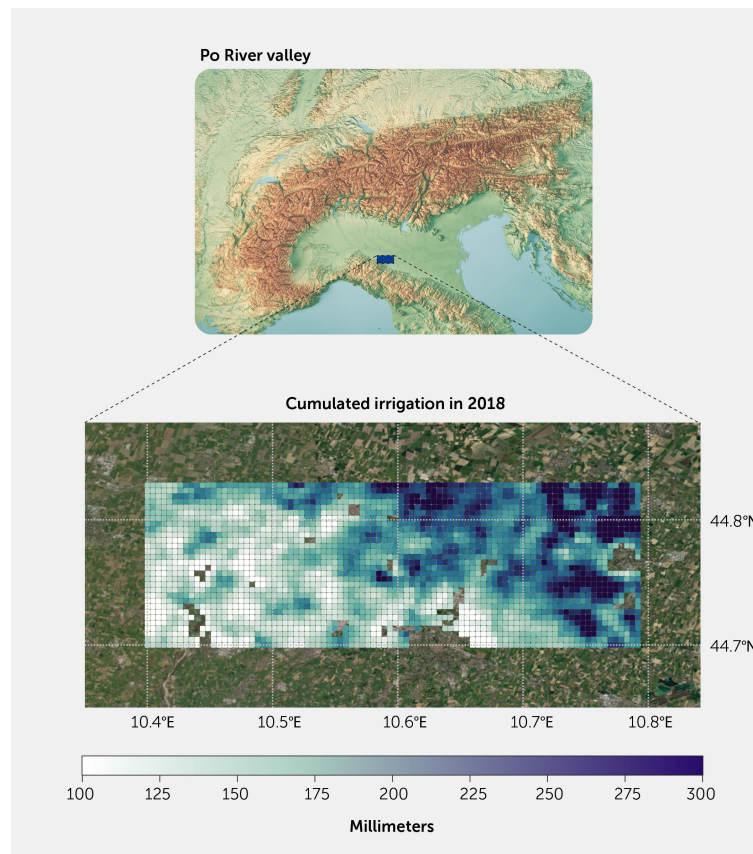 Po River valley
Cumulated irrigation in 2018
44.8°N
44.7°N
10.4°E 10.5°E 10.6°E 10.7°E 10.8°E
100 125 150 175 200 225 250 275 300
Millimeters